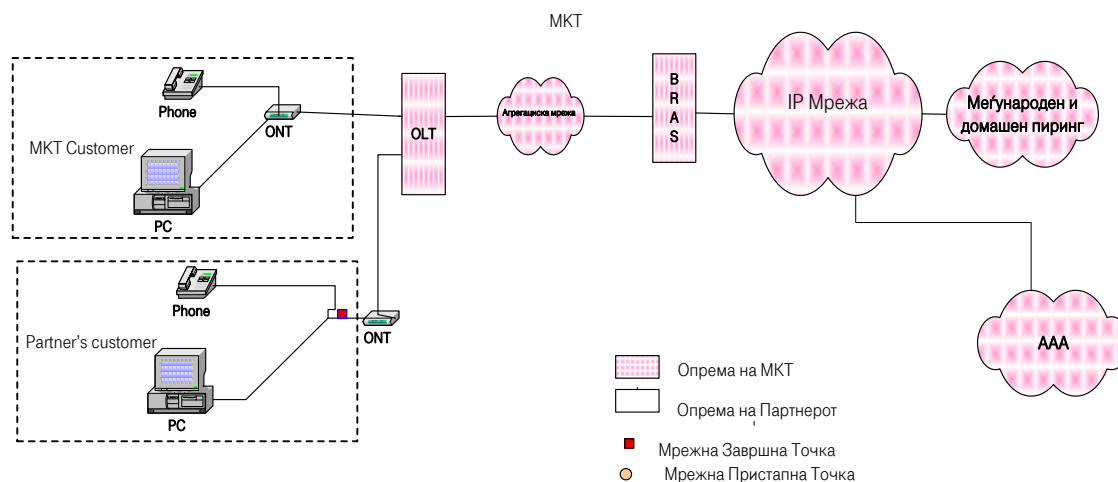 МКТ
Phone
ONT
MKT Customer
PC
OLT
Агрегациска мрежа
B
R
A
S
IP Мрежа
Меѓународен и
домашен пиринг
Phone
Partner's customer
ONT
PC
AAA
Опрема на МКТ
Опрема на Партнерот
Мрежна Завршна Точка
Мрежна Пристапна Точка